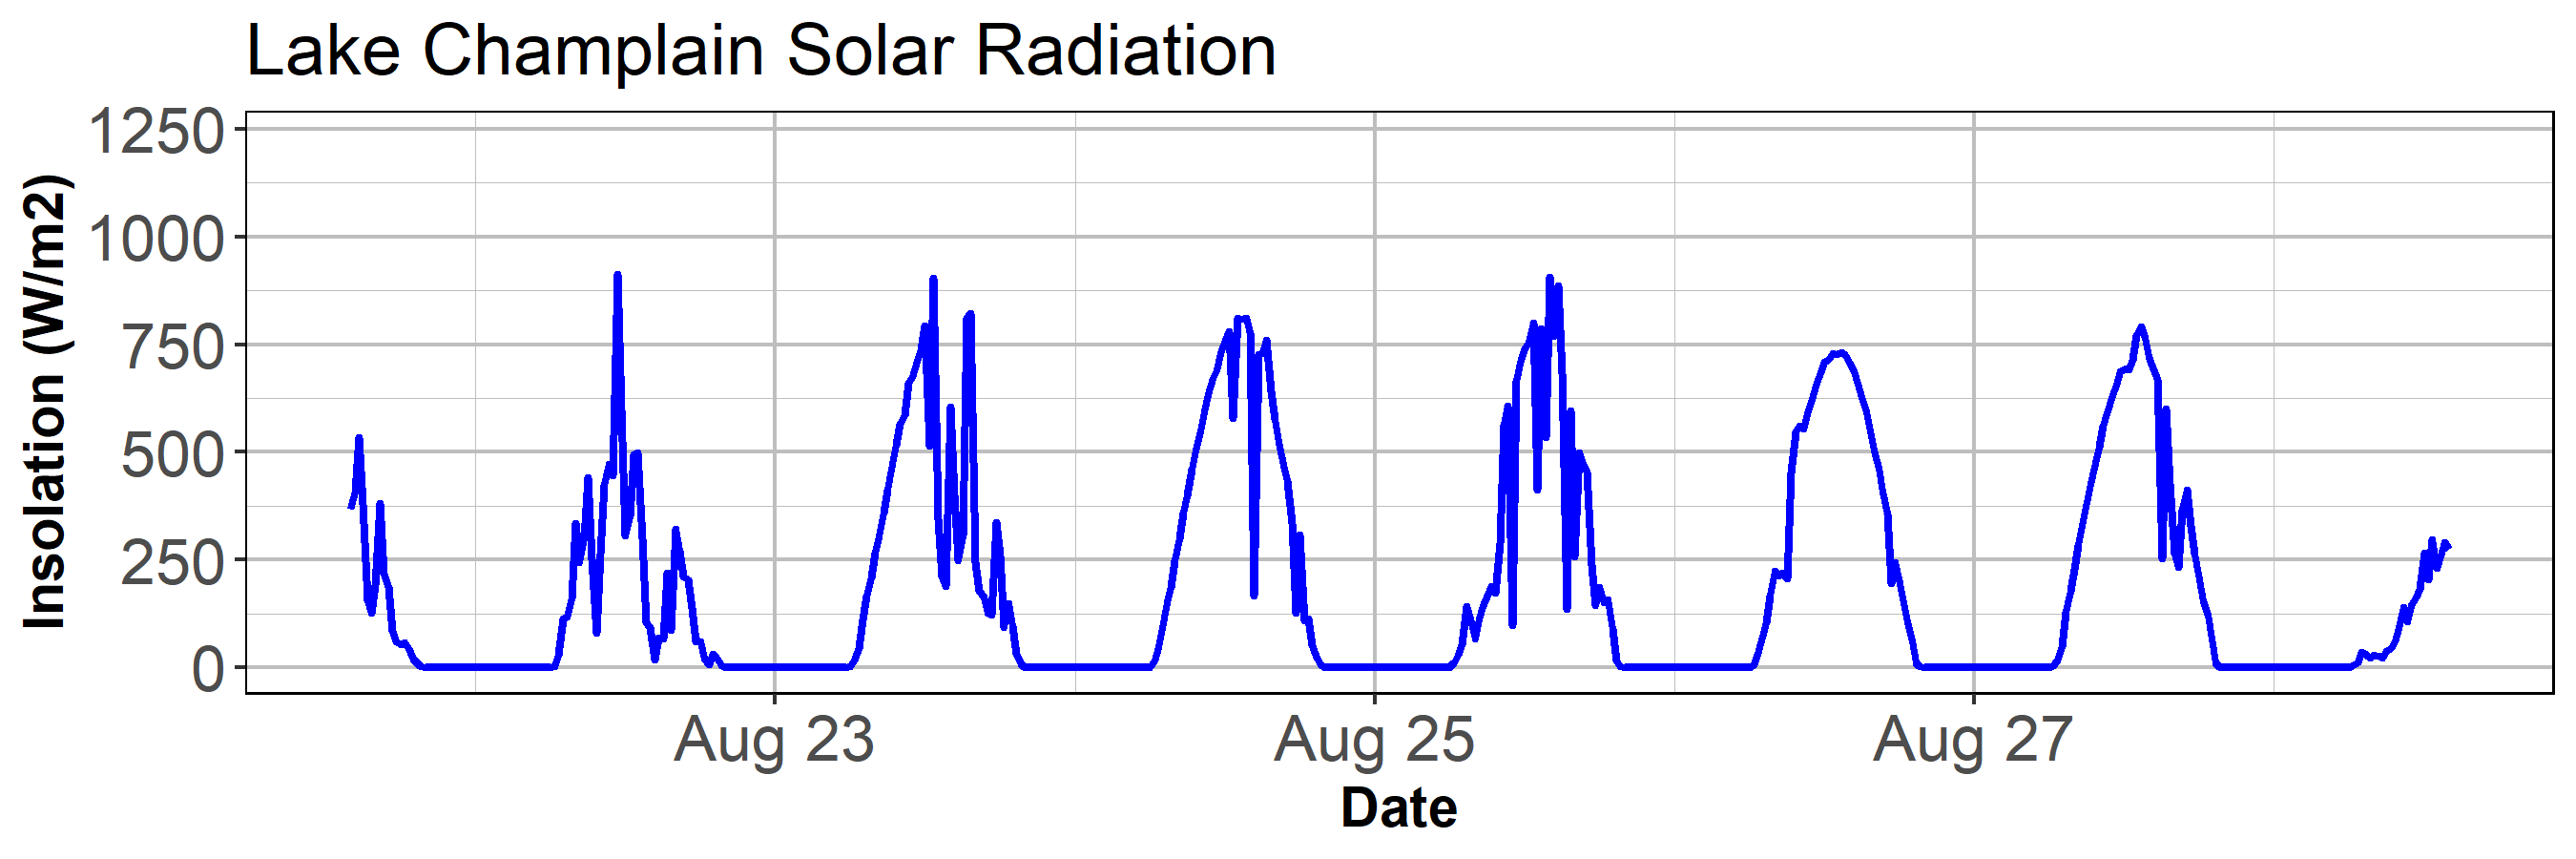 Lake Champlain Solar Radiation
Insolation (W/m2)
1250
1000
750
500
250
0
Aug 23
Aug 25
Aug 27
Date